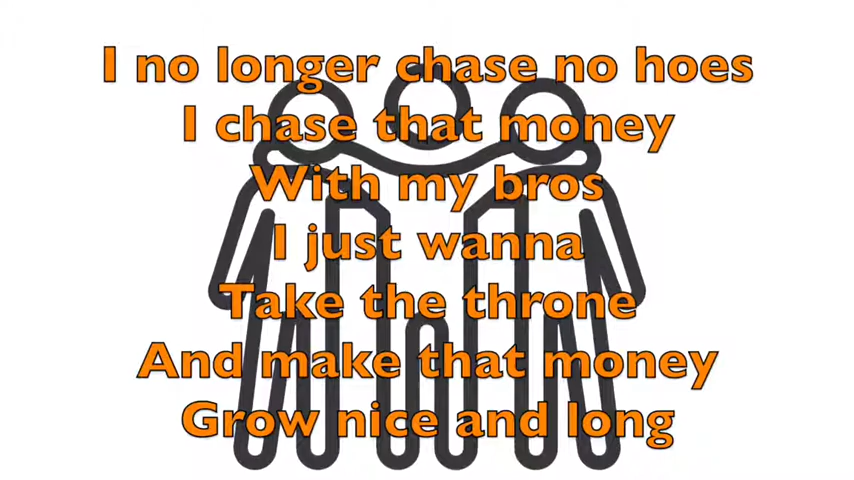 I no longer chase no hoes
I chase that money
With my bros
I just wanna
Take the throne
And make that money
Grow nice and long